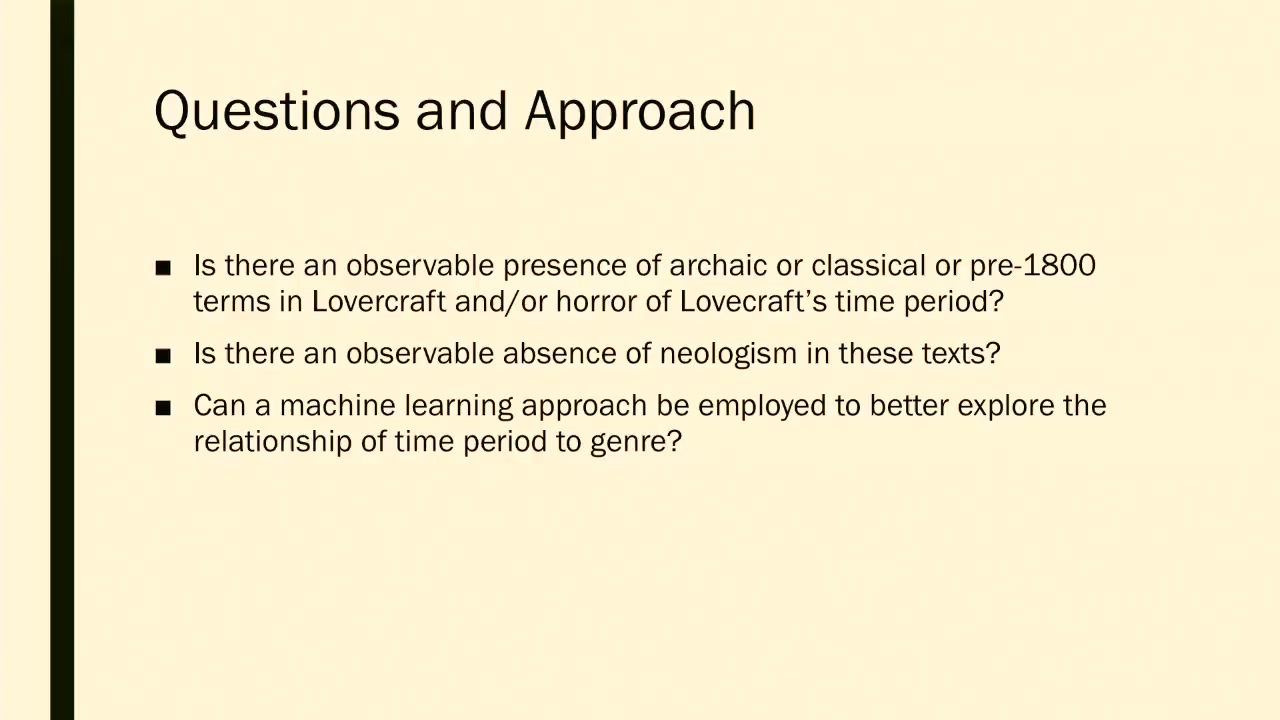 Questions and Approach
■ Is there an observable presence of archaic or classical or pre-1800
terms in Lovercraft and/or horror of Lovecraft’s time period?
■ Is there an observable absence of neologism in these texts?
■ Can a machine learning approach be employed to better explore the
relationship of time period to genre?